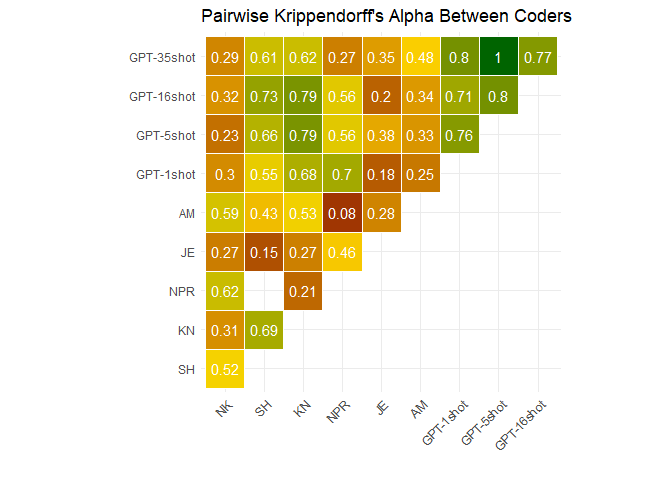 Pairwise Krippendorff's Alpha Between Coders
GPT-35shot 0.29 0.61 0.62 0.27 0.35 0.48 0.8 1 0.77
GPT-16shot 0.32 0.73 0.79 0.56 0.2 0.34 0.71 0.8
GPT-5shot 0.23 0.66 0.79 0.56 0.38 0.33 0.76
GPT-1shot 0.3 0.55 0.68 0.7 0.18 0.25
AM 0.59 0.43 0.53 0.08 0.28
JE 0.27 0.15 0.27 0.46
NPR 0.62 0.21
KN 0.31 0.69
SH 0.52
NK SH KN NPR JE AM GPT-1shot GPT-5shot GPT-16shot